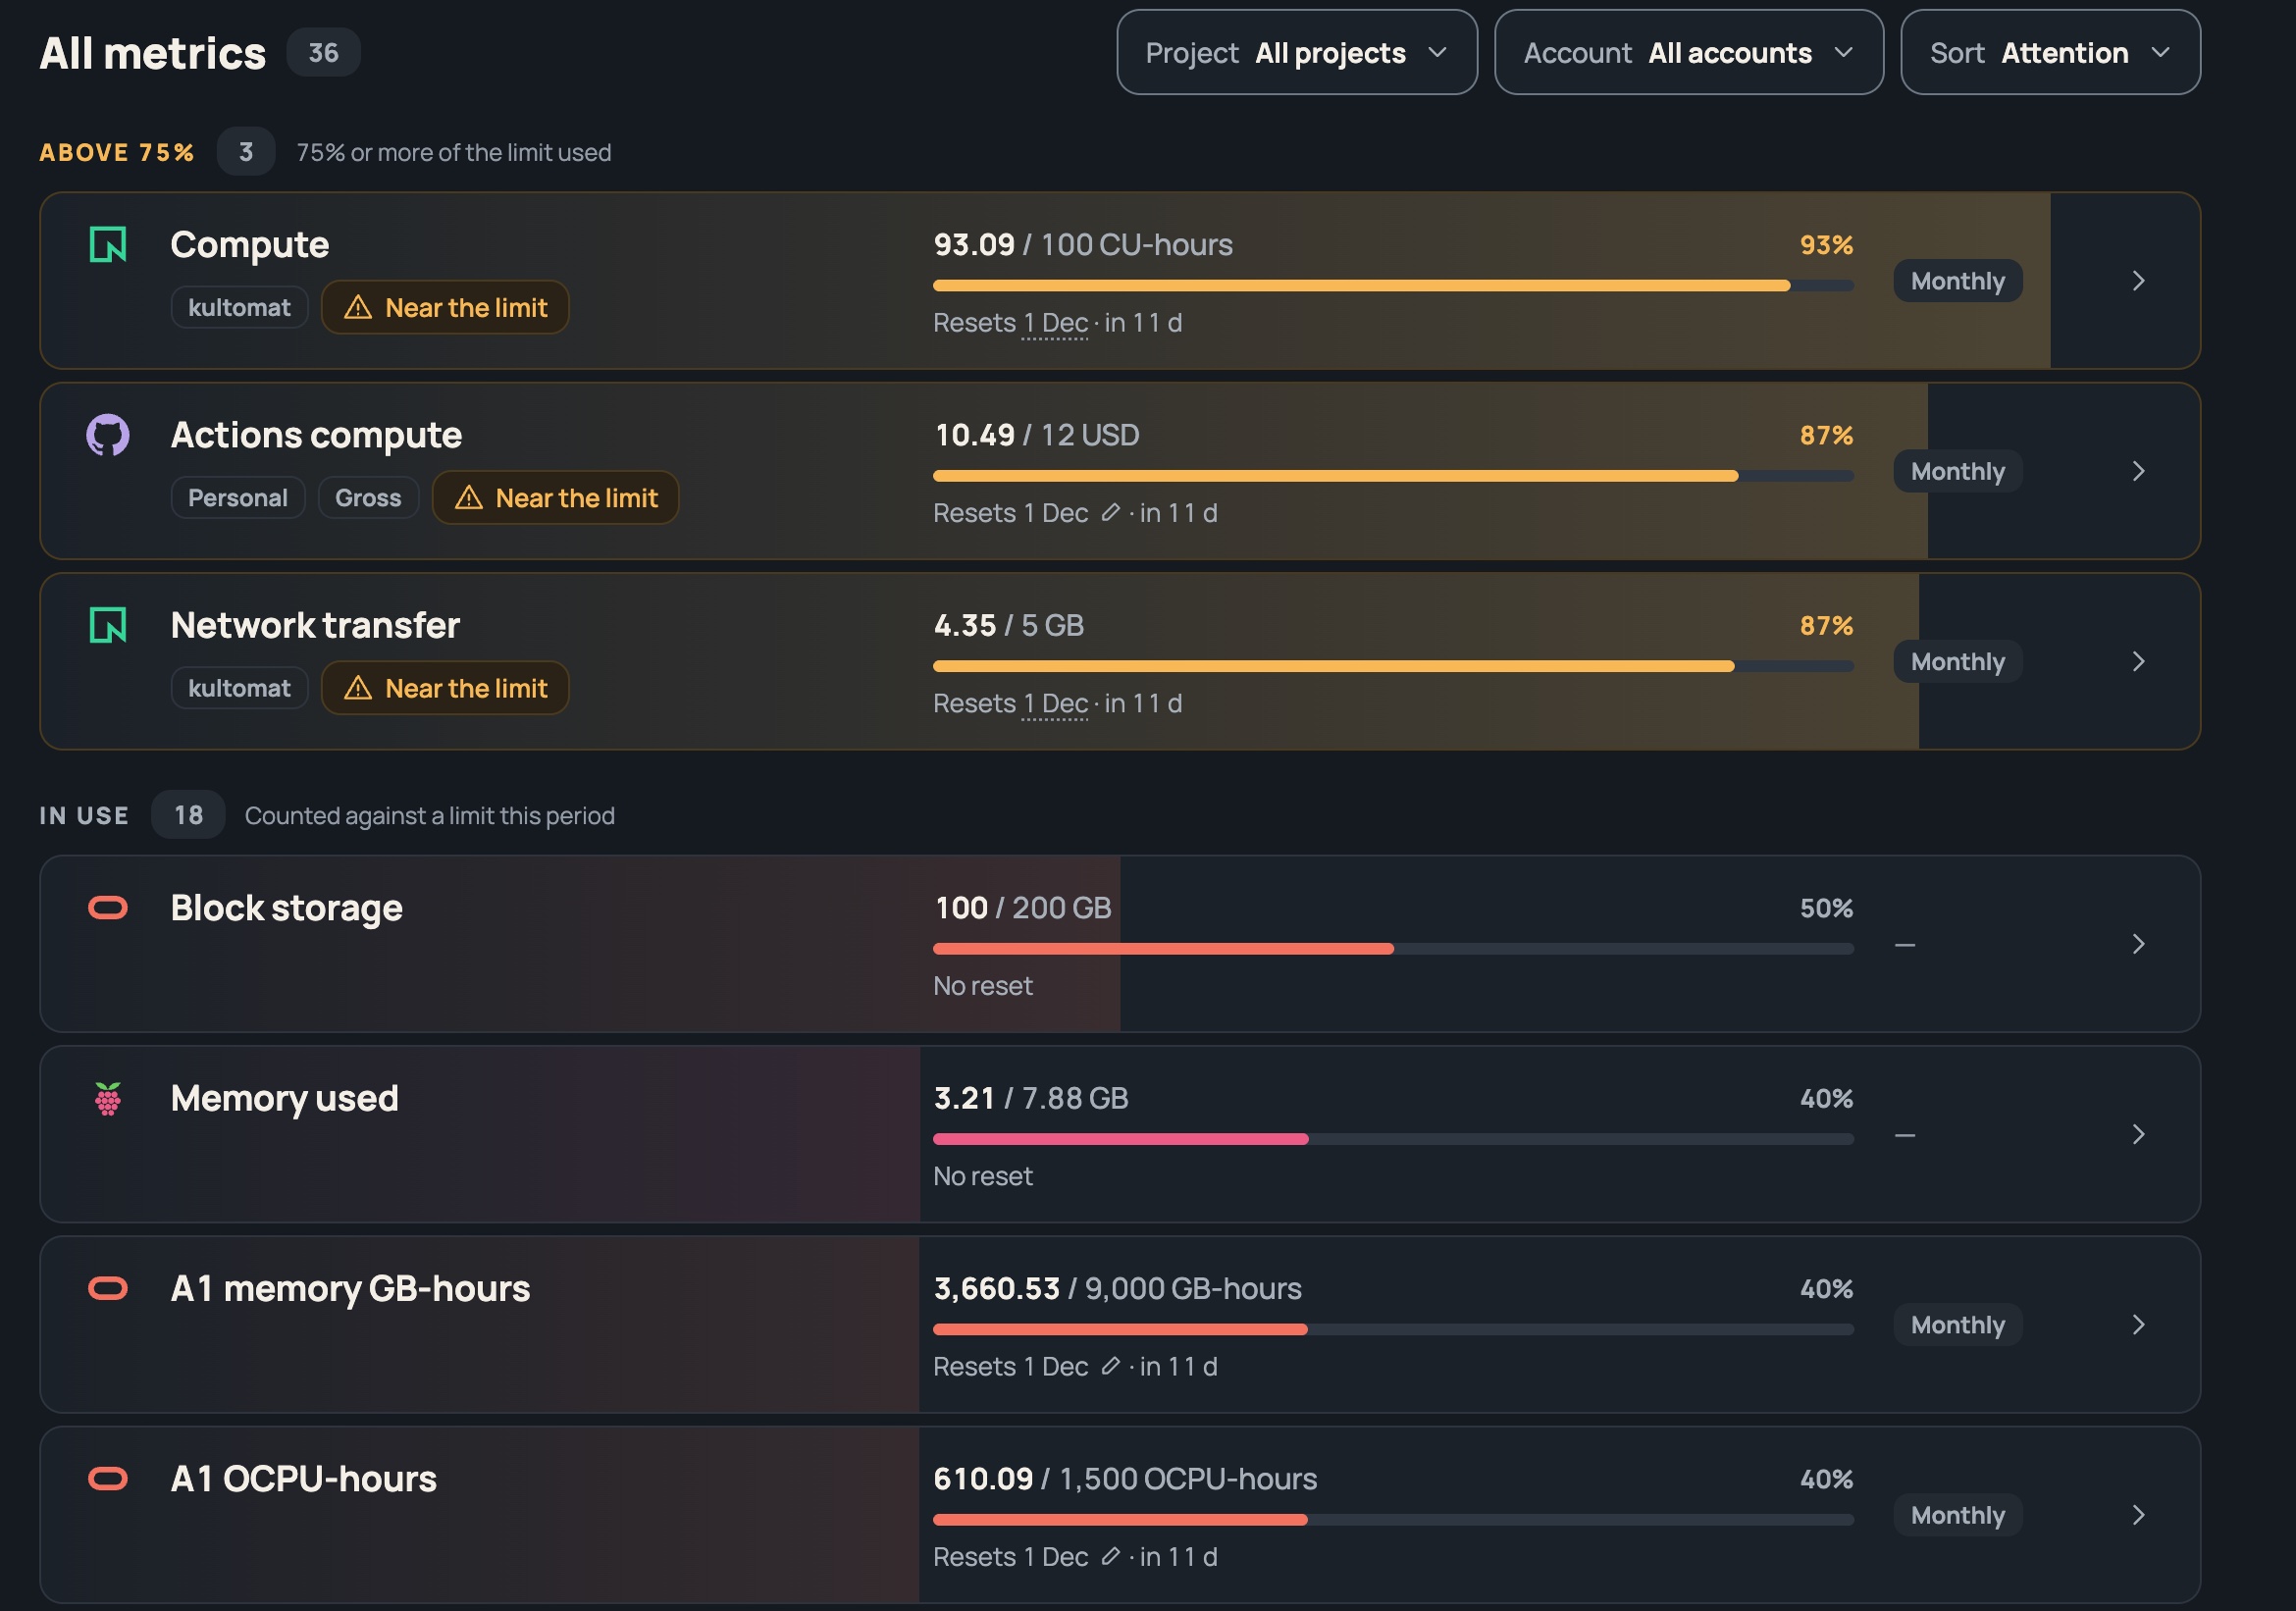 All metrics 36 Project All projects Account All accounts Sort Attention
ABOVE 75% 3 75% or more of the limit used
Compute 93.09 / 100 CU-hours 93%
kultomat Near the limit Monthly
Resets 1 Dec · in 11 d
Actions compute 10.49 / 12 USD 87%
Personal Gross Near the limit Monthly
Resets 1 Dec · in 11 d
Network transfer 4.35 / 5 GB 87%
kultomat Near the limit Monthly
Resets 1 Dec · in 11 d
IN USE 18 Counted against a limit this period
Block storage 100 / 200 GB 50%
—
No reset
Memory used 3.21 / 7.88 GB 40%
—
No reset
A1 memory GB-hours 3,660.53 / 9,000 GB-hours 40%
Monthly
Resets 1 Dec · in 11 d
A1 OCPU-hours 610.09 / 1,500 OCPU-hours 40%
Monthly
Resets 1 Dec · in 11 d